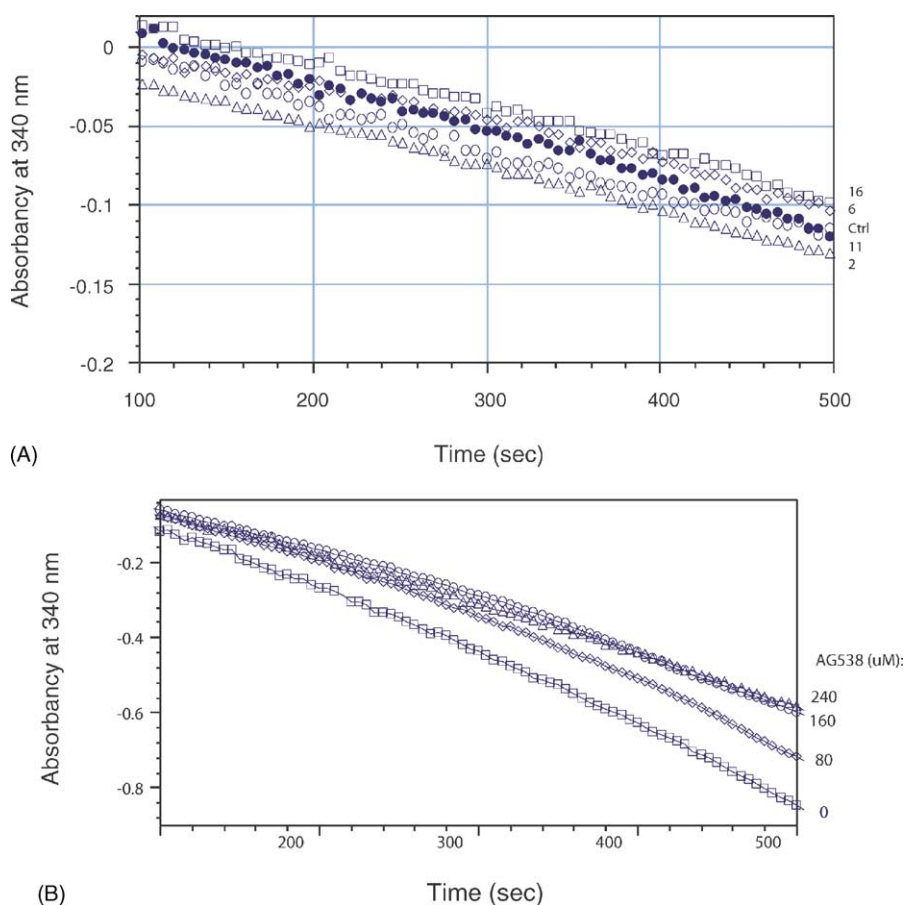 Absorbancy at 340 nm
0
-0.05
-0.1
-0.15
-0.2
16
6
Ctrl
11
2
100 200 300 400 500
Time (sec)
(A)
Absorbancy at 340 nm
-0.2
-0.4
-0.6
-0.8
AG538 (uM):
240
160
80
0
200 300 400 500
Time (sec)
(B)